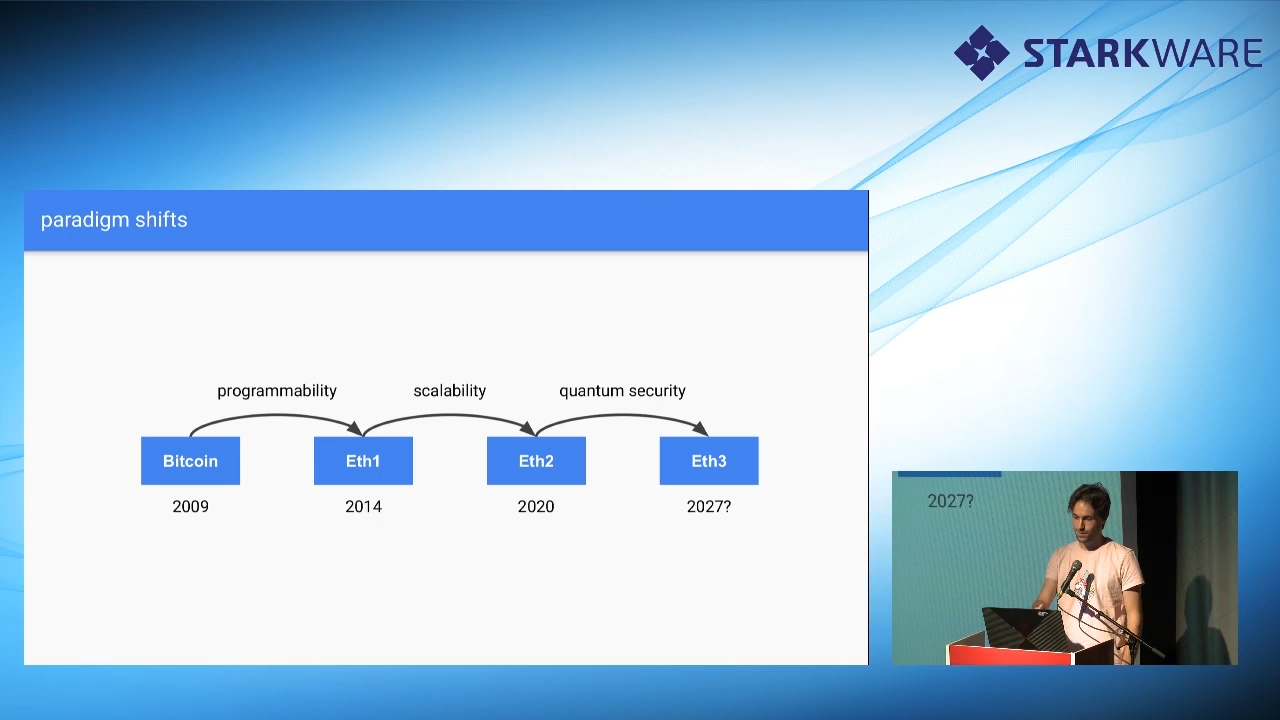 STARKWARE
paradigm shifts
programmability
scalability
quantum security
Bitcoin
Eth1
Eth2
Eth3
2009
2014
2020
2027?
2027?